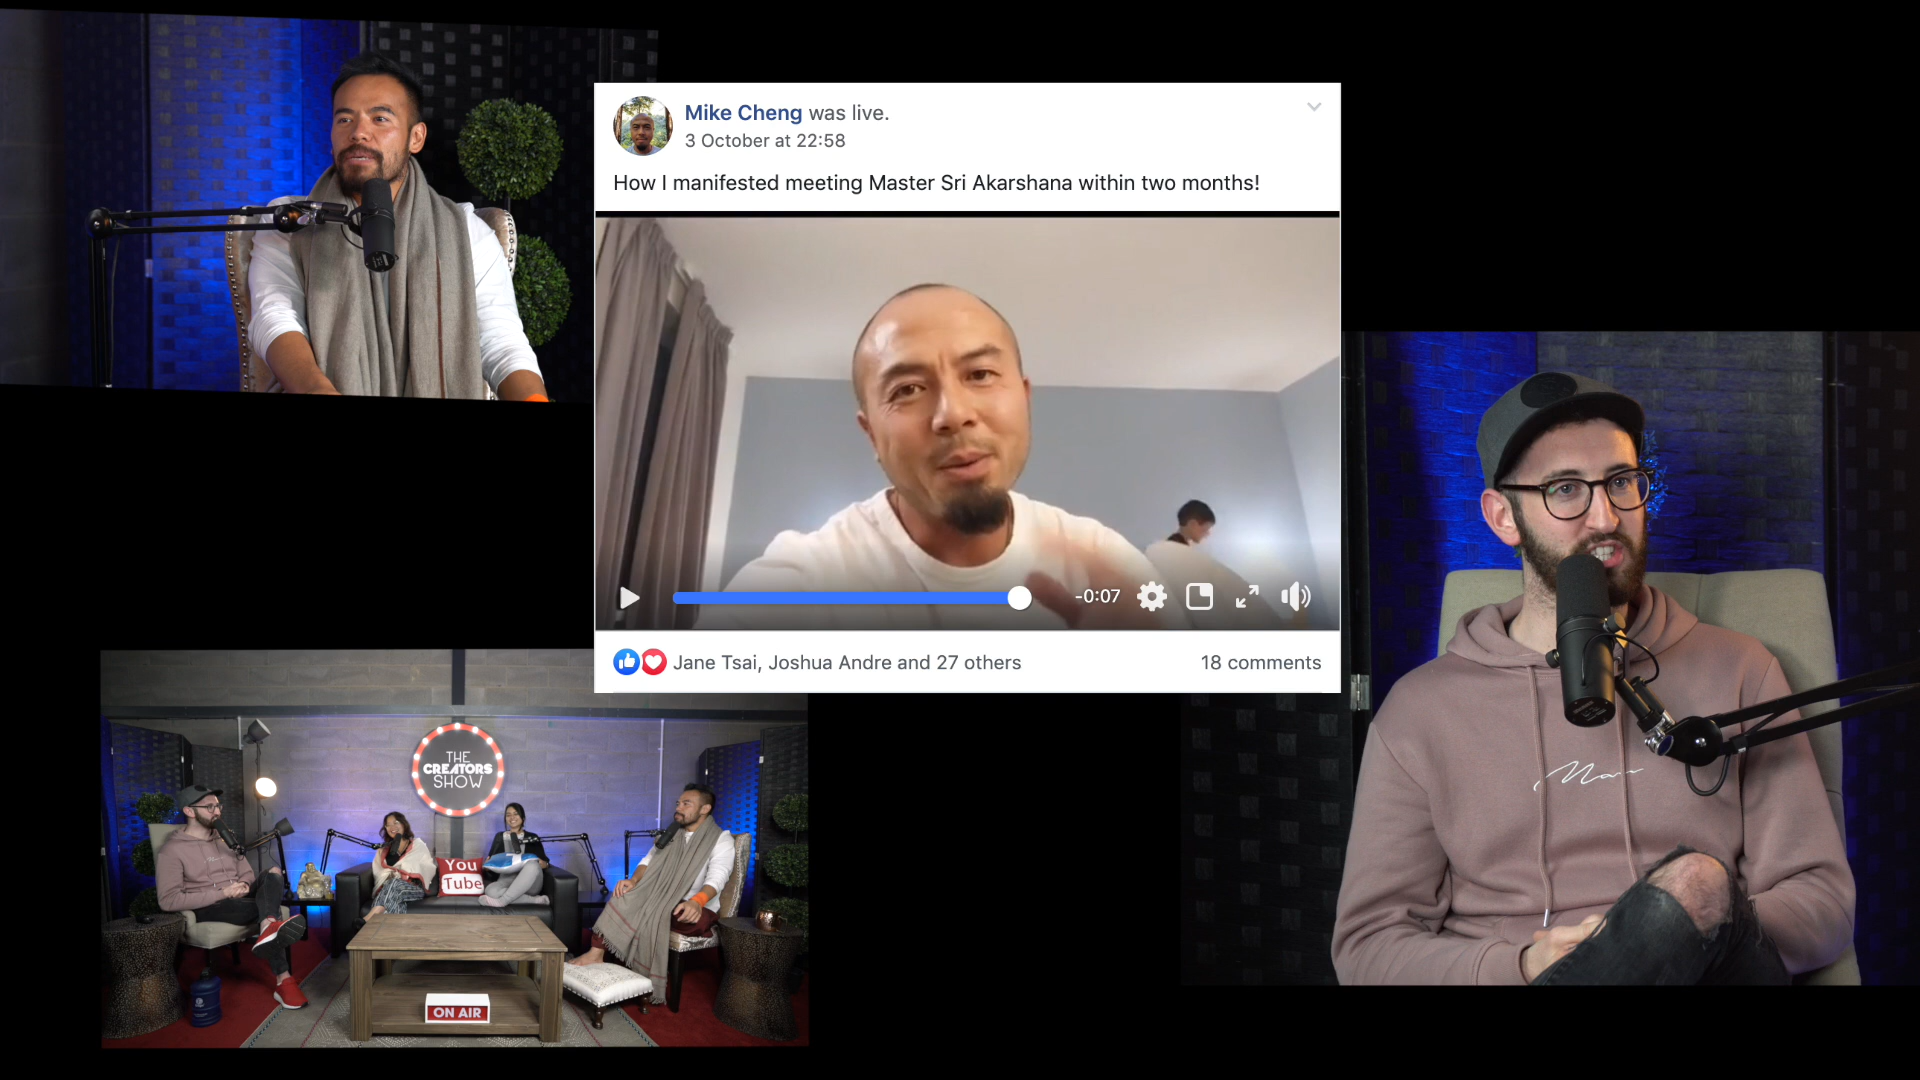 Mike Cheng was live.
3 October at 22:58
How I manifested meeting Master Sri Akarshana within two months!
-0:07
Jane Tsai, Joshua Andre and 27 others
18 comments
THE
CREATORS
SHOW
You
Tube
ON AIR